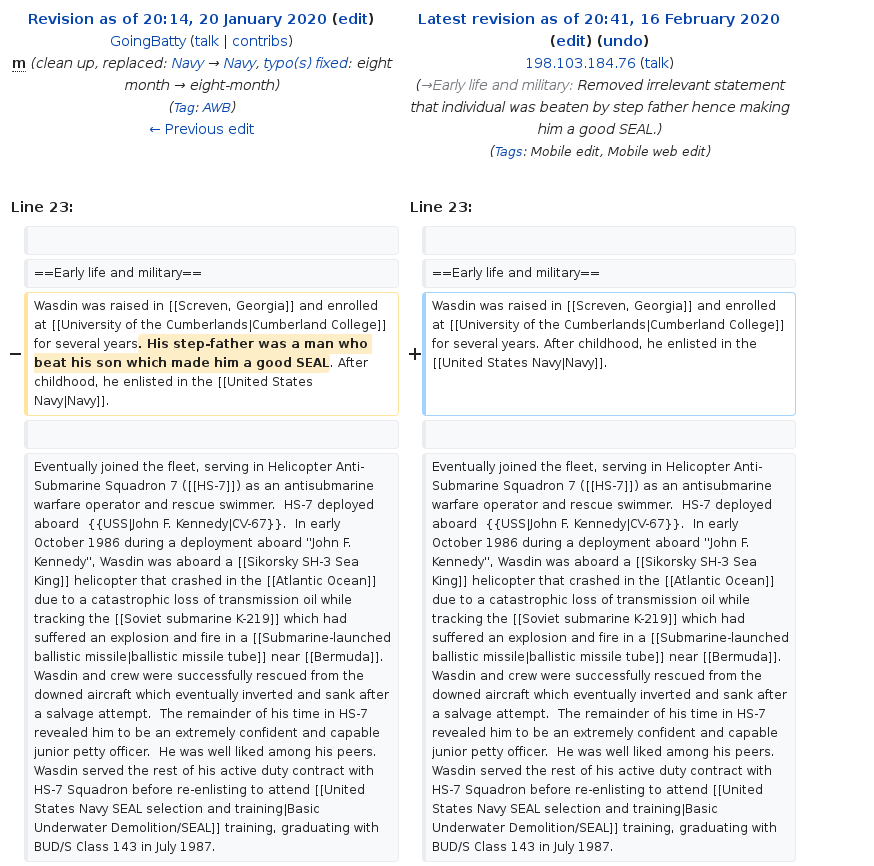 Revision as of 20:14, 20 January 2020 (edit)
GoingBatty (talk | contribs)
m (clean up, replaced: Navy → Navy, typo(s) fixed: eight
month → eight-month)
(Tag: AWB)
← Previous edit
Latest revision as of 20:41, 16 February 2020
(edit) (undo)
198.103.184.76 (talk)
(→Early life and military: Removed irrelevant statement
that individual was beaten by step father hence making
him a good SEAL.)
(Tags: Mobile edit, Mobile web edit)
Line 23:
Line 23:
==Early life and military==
==Early life and military==
−
Wasdin was raised in [[Screven, Georgia]] and enrolled
at [[University of the Cumberlands|Cumberland College]]
for several years. His step-father was a man who
beat his son which made him a good SEAL. After
childhood, he enlisted in the [[United States
Navy|Navy]].
+
Wasdin was raised in [[Screven, Georgia]] and enrolled
at [[University of the Cumberlands|Cumberland College]]
for several years. After childhood, he enlisted in the
[[United States Navy|Navy]].
Eventually joined the fleet, serving in Helicopter Anti-
Submarine Squadron 7 ([[HS-7]]) as an antisubmarine
warfare operator and rescue swimmer.  HS-7 deployed
aboard  {{USS|John F. Kennedy|CV-67}}.  In early
October 1986 during a deployment aboard "John F.
Kennedy", Wasdin was aboard a [[Sikorsky SH-3 Sea
King]] helicopter that crashed in the [[Atlantic Ocean]]
due to a catastrophic loss of transmission oil while
tracking the [[Soviet submarine K-219]] which had
suffered an explosion and fire in a [[Submarine-launched
ballistic missile|ballistic missile tube]] near [[Bermuda]].
Wasdin and crew were successfully rescued from the
downed aircraft which eventually inverted and sank after
a salvage attempt.  The remainder of his time in HS-7
revealed him to be an extremely confident and capable
junior petty officer.  He was well liked among his peers.
Wasdin served the rest of his active duty contract with
HS-7 Squadron before re-enlisting to attend [[United
States Navy SEAL selection and training|Basic
Underwater Demolition/SEAL]] training, graduating with
BUD/S Class 143 in July 1987.
Eventually joined the fleet, serving in Helicopter Anti-
Submarine Squadron 7 ([[HS-7]]) as an antisubmarine
warfare operator and rescue swimmer.  HS-7 deployed
aboard  {{USS|John F. Kennedy|CV-67}}.  In early
October 1986 during a deployment aboard "John F.
Kennedy", Wasdin was aboard a [[Sikorsky SH-3 Sea
King]] helicopter that crashed in the [[Atlantic Ocean]]
due to a catastrophic loss of transmission oil while
tracking the [[Soviet submarine K-219]] which had
suffered an explosion and fire in a [[Submarine-launched
ballistic missile|ballistic missile tube]] near [[Bermuda]].
Wasdin and crew were successfully rescued from the
downed aircraft which eventually inverted and sank after
a salvage attempt.  The remainder of his time in HS-7
revealed him to be an extremely confident and capable
junior petty officer.  He was well liked among his peers.
Wasdin served the rest of his active duty contract with
HS-7 Squadron before re-enlisting to attend [[United
States Navy SEAL selection and training|Basic
Underwater Demolition/SEAL]] training, graduating with
BUD/S Class 143 in July 1987.